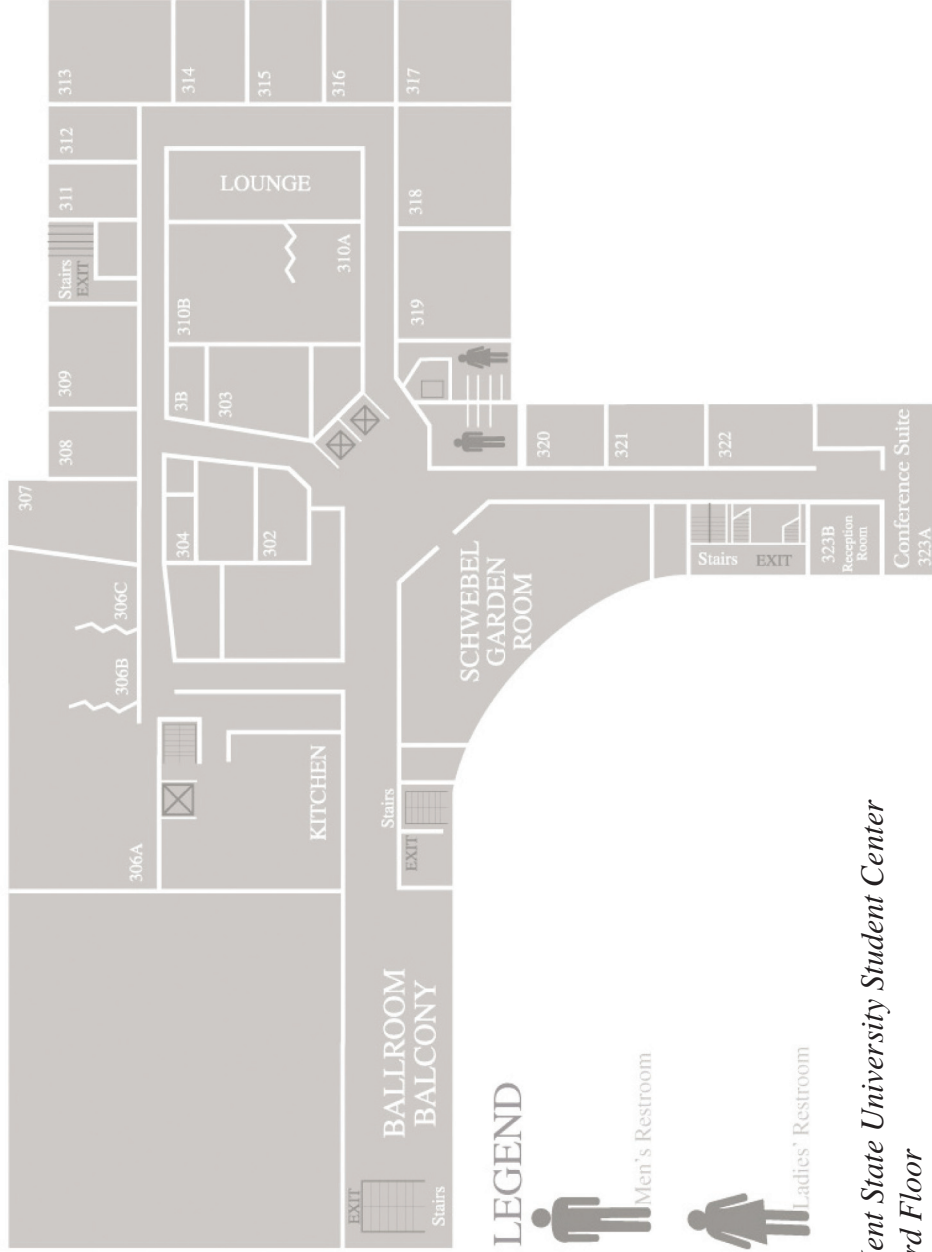 313
314
315
316
317
312
311
Stairs
EXIT
309
308
307
LOUNGE
310A
310B
3B
303
304
302
318
319
320
321
322
306C
306B
306A
KITCHEN
SCHWEBEL
GARDEN
ROOM
Stairs
EXIT
323B
Reception
Room
Conference Suite
323A
Stairs
EXIT
BALLROOM
BALCONY
EXIT
Stairs
LEGEND
Men's Restroom
Ladies' Restroom
ent State University Student Center
rd Floor